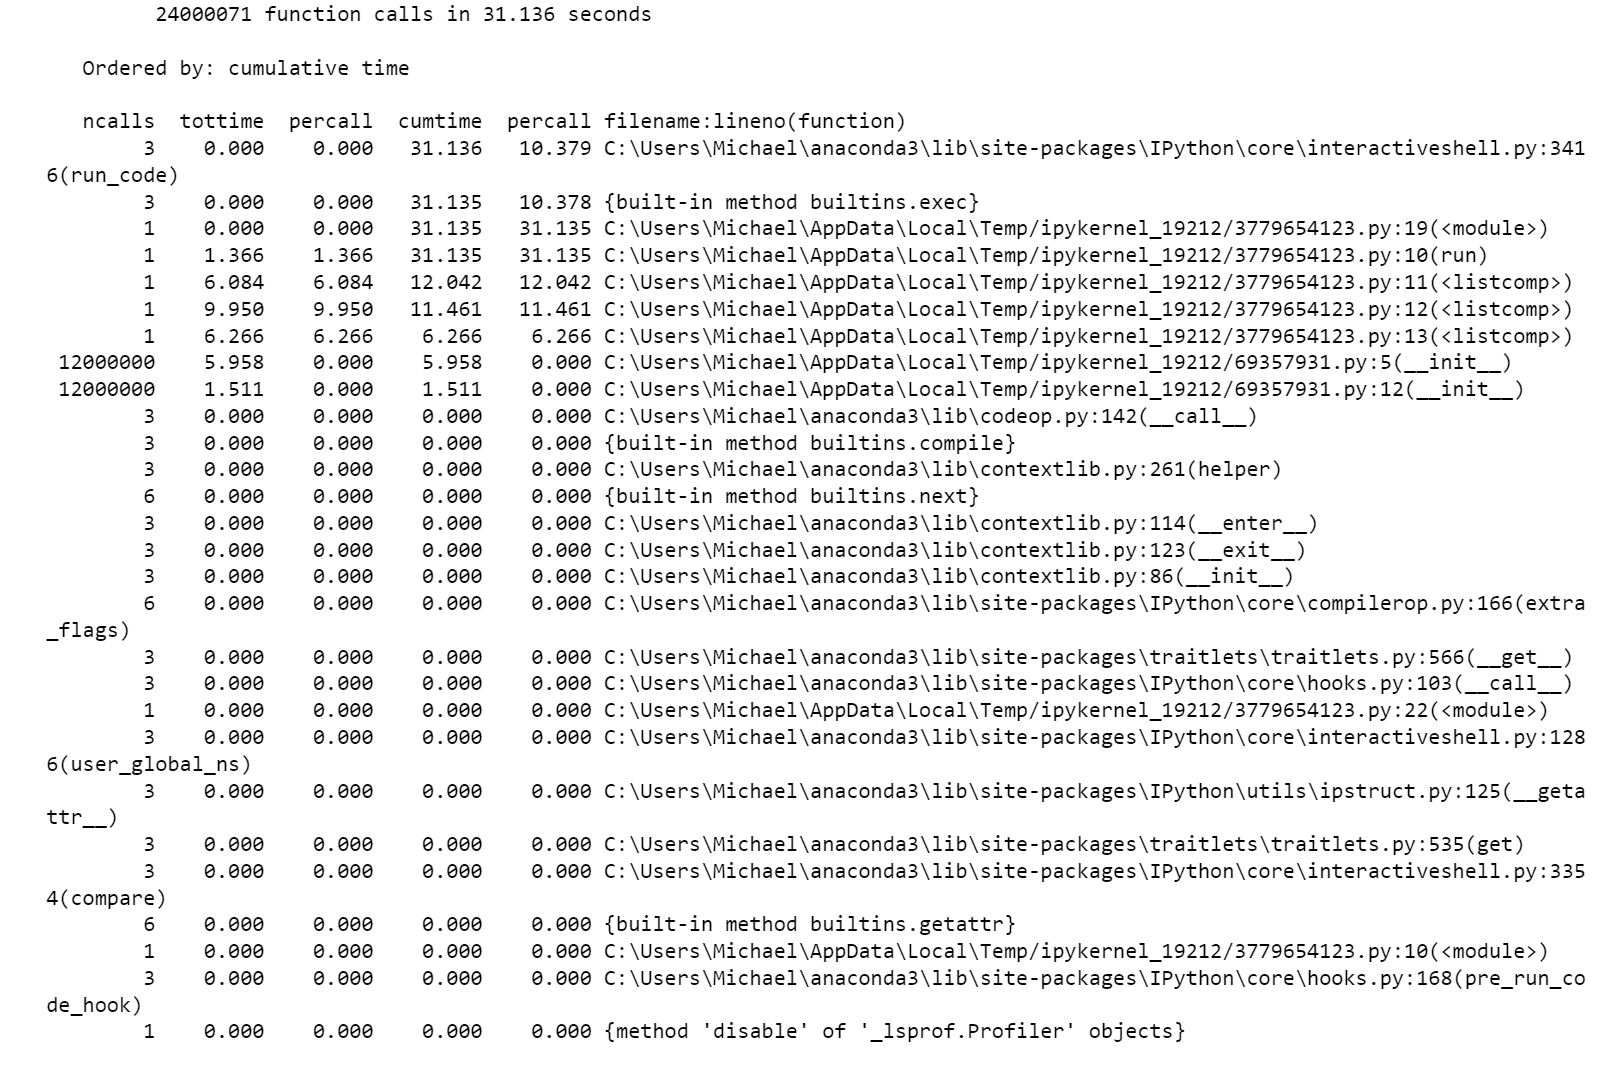 24000071 function calls in 31.136 seconds
Ordered by: cumulative time
ncalls  tottime  percall  cumtime  percall filename:lineno(function)
3    0.000    0.000   31.136   10.379 C:\Users\Michael\anaconda3\lib\site-packages\IPython\core\interactiveshell.py:341
6(run_code)
3    0.000    0.000   31.135   10.378 {built-in method builtins.exec}
1    0.000    0.000   31.135   31.135 C:\Users\Michael\AppData\Local\Temp/ipykernel_19212/3779654123.py:19(<module>)
1    1.366    1.366   31.135   31.135 C:\Users\Michael\AppData\Local\Temp/ipykernel_19212/3779654123.py:10(run)
1    6.084    6.084   12.042   12.042 C:\Users\Michael\AppData\Local\Temp/ipykernel_19212/3779654123.py:11(<listcomp>)
1    9.950    9.950   11.461   11.461 C:\Users\Michael\AppData\Local\Temp/ipykernel_19212/3779654123.py:12(<listcomp>)
1    6.266    6.266    6.266    6.266 C:\Users\Michael\AppData\Local\Temp/ipykernel_19212/3779654123.py:13(<listcomp>)
12000000    5.958    0.000    5.958    0.000 C:\Users\Michael\AppData\Local\Temp/ipykernel_19212/69357931.py:5(__init__)
12000000    1.511    0.000    1.511    0.000 C:\Users\Michael\AppData\Local\Temp/ipykernel_19212/69357931.py:12(__init__)
3    0.000    0.000    0.000    0.000 C:\Users\Michael\anaconda3\lib\codeop.py:142(__call__)
3    0.000    0.000    0.000    0.000 {built-in method builtins.compile}
3    0.000    0.000    0.000    0.000 C:\Users\Michael\anaconda3\lib\contextlib.py:261(helper)
6    0.000    0.000    0.000    0.000 {built-in method builtins.next}
3    0.000    0.000    0.000    0.000 C:\Users\Michael\anaconda3\lib\contextlib.py:114(__enter__)
3    0.000    0.000    0.000    0.000 C:\Users\Michael\anaconda3\lib\contextlib.py:123(__exit__)
3    0.000    0.000    0.000    0.000 C:\Users\Michael\anaconda3\lib\contextlib.py:86(__init__)
6    0.000    0.000    0.000    0.000 C:\Users\Michael\anaconda3\lib\site-packages\IPython\core\compilerop.py:166(extra
_flags)
3    0.000    0.000    0.000    0.000 C:\Users\Michael\anaconda3\lib\site-packages\traitlets\traitlets.py:566(__get__)
3    0.000    0.000    0.000    0.000 C:\Users\Michael\anaconda3\lib\site-packages\IPython\core\hooks.py:103(__call__)
1    0.000    0.000    0.000    0.000 C:\Users\Michael\AppData\Local\Temp/ipykernel_19212/3779654123.py:22(<module>)
3    0.000    0.000    0.000    0.000 C:\Users\Michael\anaconda3\lib\site-packages\IPython\core\interactiveshell.py:128
6(user_global_ns)
3    0.000    0.000    0.000    0.000 C:\Users\Michael\anaconda3\lib\site-packages\IPython\utils\ipstruct.py:125(__geta
ttr__)
3    0.000    0.000    0.000    0.000 C:\Users\Michael\anaconda3\lib\site-packages\traitlets\traitlets.py:535(get)
3    0.000    0.000    0.000    0.000 C:\Users\Michael\anaconda3\lib\site-packages\IPython\core\interactiveshell.py:335
4(compare)
6    0.000    0.000    0.000    0.000 {built-in method builtins.getattr}
1    0.000    0.000    0.000    0.000 C:\Users\Michael\AppData\Local\Temp/ipykernel_19212/3779654123.py:10(<module>)
3    0.000    0.000    0.000    0.000 C:\Users\Michael\anaconda3\lib\site-packages\IPython\core\hooks.py:168(pre_run_co
de_hook)
1    0.000    0.000    0.000    0.000 {method 'disable' of '_lsprof.Profiler' objects}